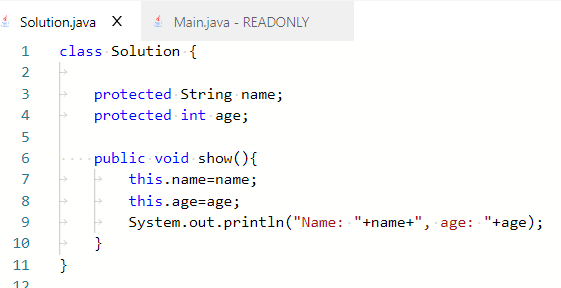 Solution.java X Main.java - READONLY
1 class Solution {
2
3 protected String name;
4 protected int age;
5
6 public void show(){
7 this.name=name;
8 this.age=age;
9 System.out.println("Name: "+name+", age: "+age);
10 }
11 }
12